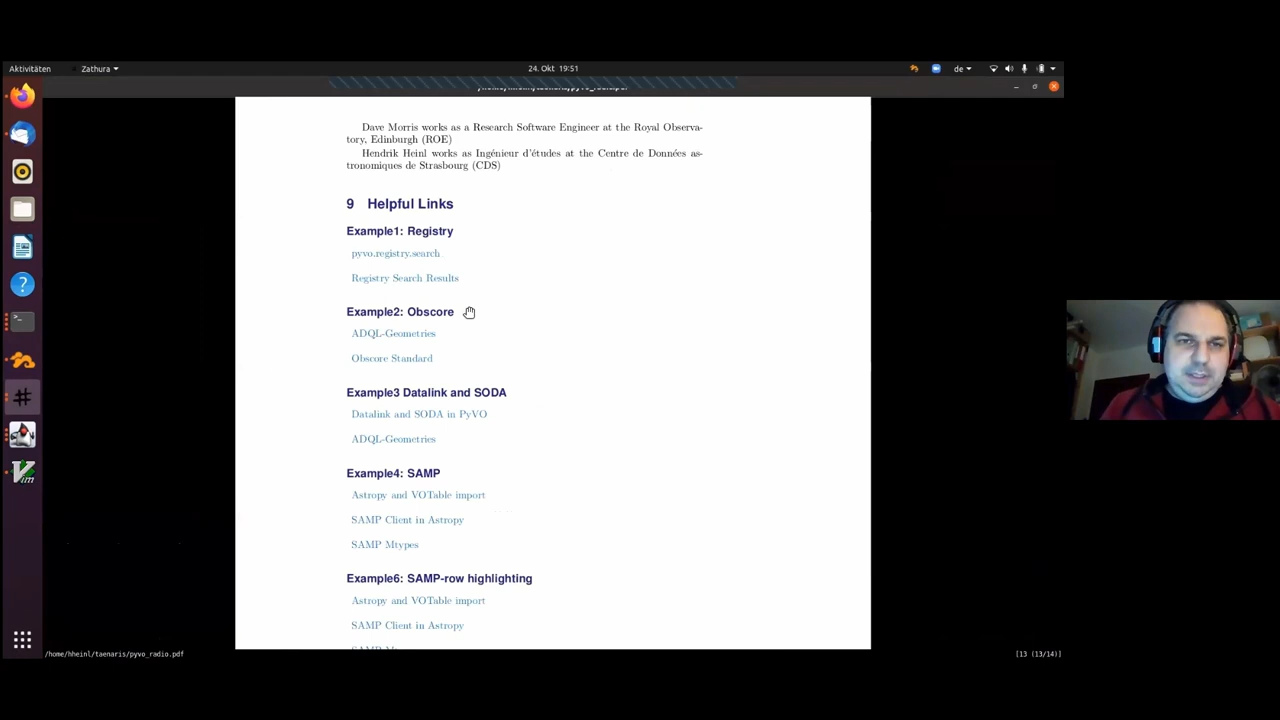 Aktivitäten
Zathura
24. Okt 19:51
de
/home/hheinl/taenaris/pyvo_radio.pdf
Dave Morris works as a Research Software Engineer at the Royal Observa-
tory, Edinburgh (ROE)
Hendrik Heinl works as Ingénieur d'études at the Centre de Données as-
tronomiques de Strasbourg (CDS)
9 Helpful Links
Example1: Registry
pyvo.registry.search
Registry Search Results
Example2: Obscore
ADQL-Geometries
Obscore Standard
Example3 Datalink and SODA
Datalink and SODA in PyVO
ADQL-Geometries
Example4: SAMP
Astropy and VOTable import
SAMP Client in Astropy
SAMP Mtypes
Example6: SAMP-row highlighting
Astropy and VOTable import
SAMP Client in Astropy
/home/hheinl/taenaris/pyvo_radio.pdf
[13 (13/14)]